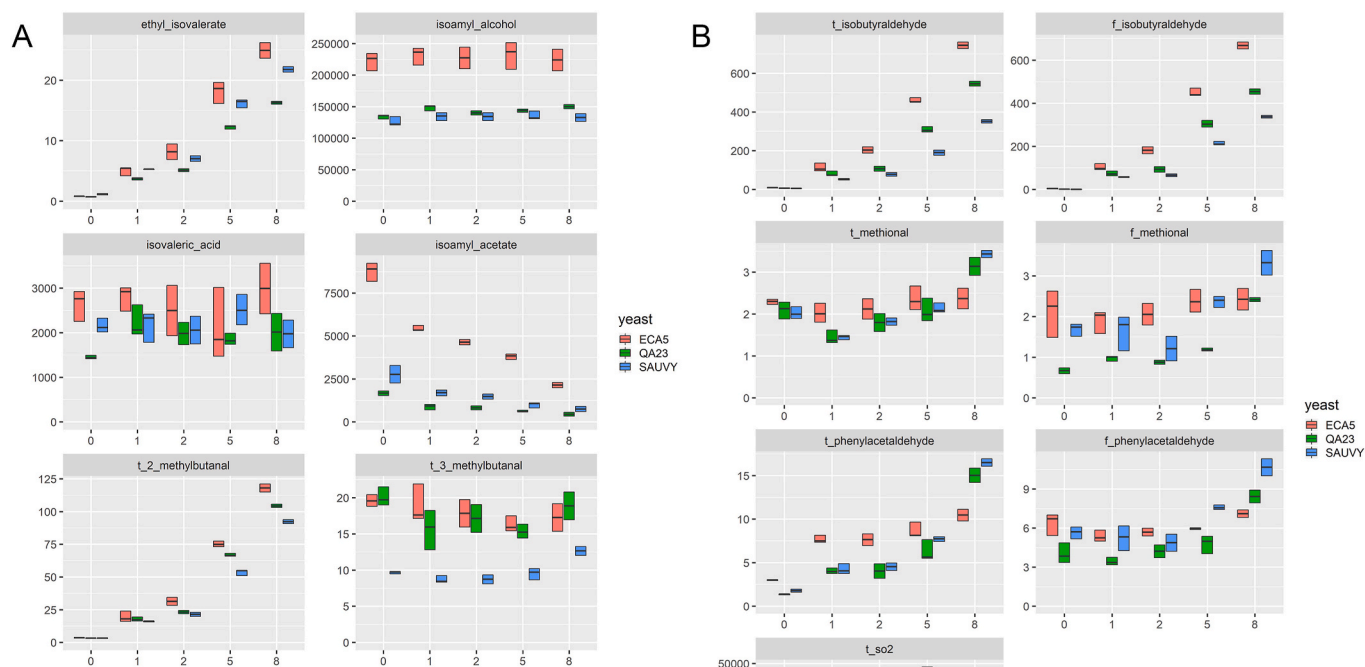 A
ethyl_isovalerate
20
10
0
0 1 2 5 8
isoamyl_alcohol
250000
200000
150000
100000
50000
0
0 1 2 5 8
isovaleric_acid
3000
2000
1000
0
0 1 2 5 8
isoamyl_acetate
7500
5000
2500
0
0 1 2 5 8
t_2_methylbutanal
125
100
75
50
25
0
0 1 2 5 8
t_3_methylbutanal
20
15
10
5
0
0 1 2 5 8
yeast
ECA5
QA23
SAUVY
B
t_isobutyraldehyde
600
400
200
0
0 1 2 5 8
f_isobutyraldehyde
600
400
200
0
0 1 2 5 8
t_methional
3
2
1
0
0 1 2 5 8
f_methional
3
2
1
0
0 1 2 5 8
t_phenylacetaldehyde
15
10
5
0
0 1 2 5 8
f_phenylacetaldehyde
9
6
3
0
0 1 2 5 8
t_so2
50000
yeast
ECA5
QA23
SAUVY